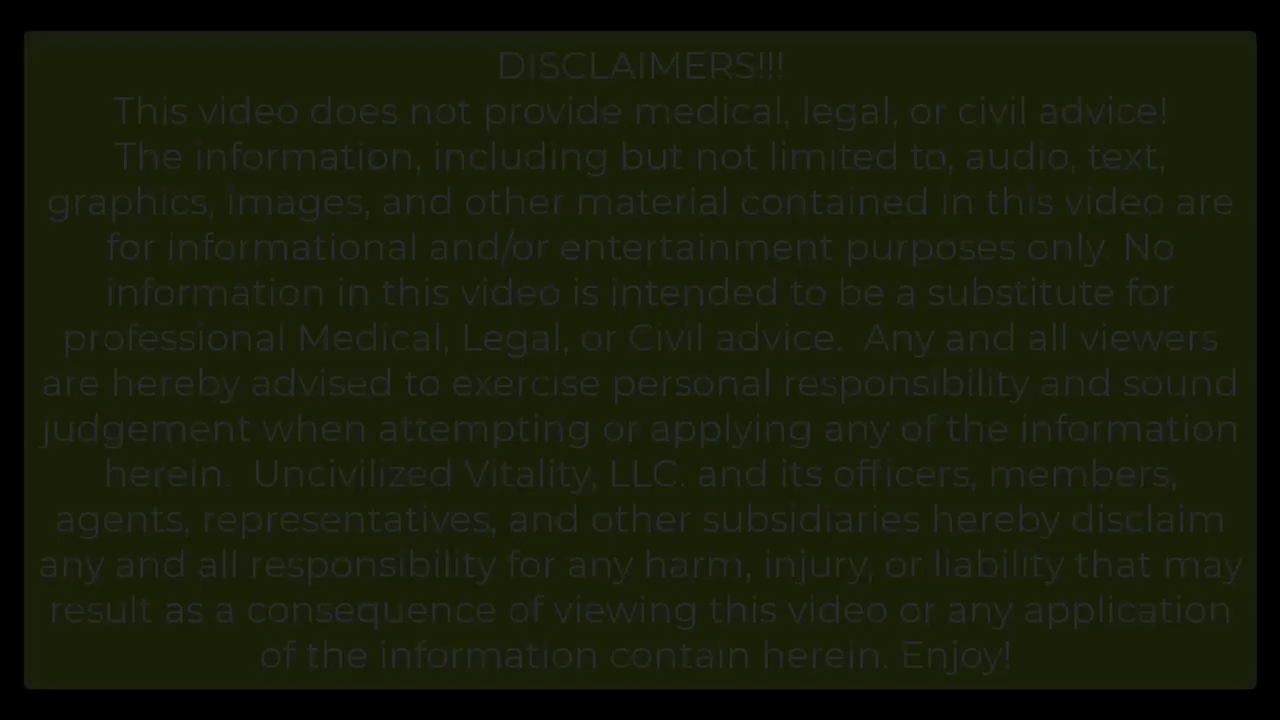 DISCLAIMERS!!!
This video does not provide medical, legal, or civil advice!
The information, including but not limited to, audio, text,
graphics, images, and other material contained in this video are
for informational and/or entertainment purposes only. No
information in this video is intended to be a substitute for
professional Medical, Legal, or Civil advice.  Any and all viewers
are hereby advised to exercise personal responsibility and sound
judgement when attempting or applying any of the information
herein.  Uncivilized Vitality, LLC. and its officers, members,
agents, representatives, and other subsidiaries hereby disclaim
any and all responsibility for any harm, injury, or liability that may
result as a consequence of viewing this video or any application
of the information contain herein. Enjoy!